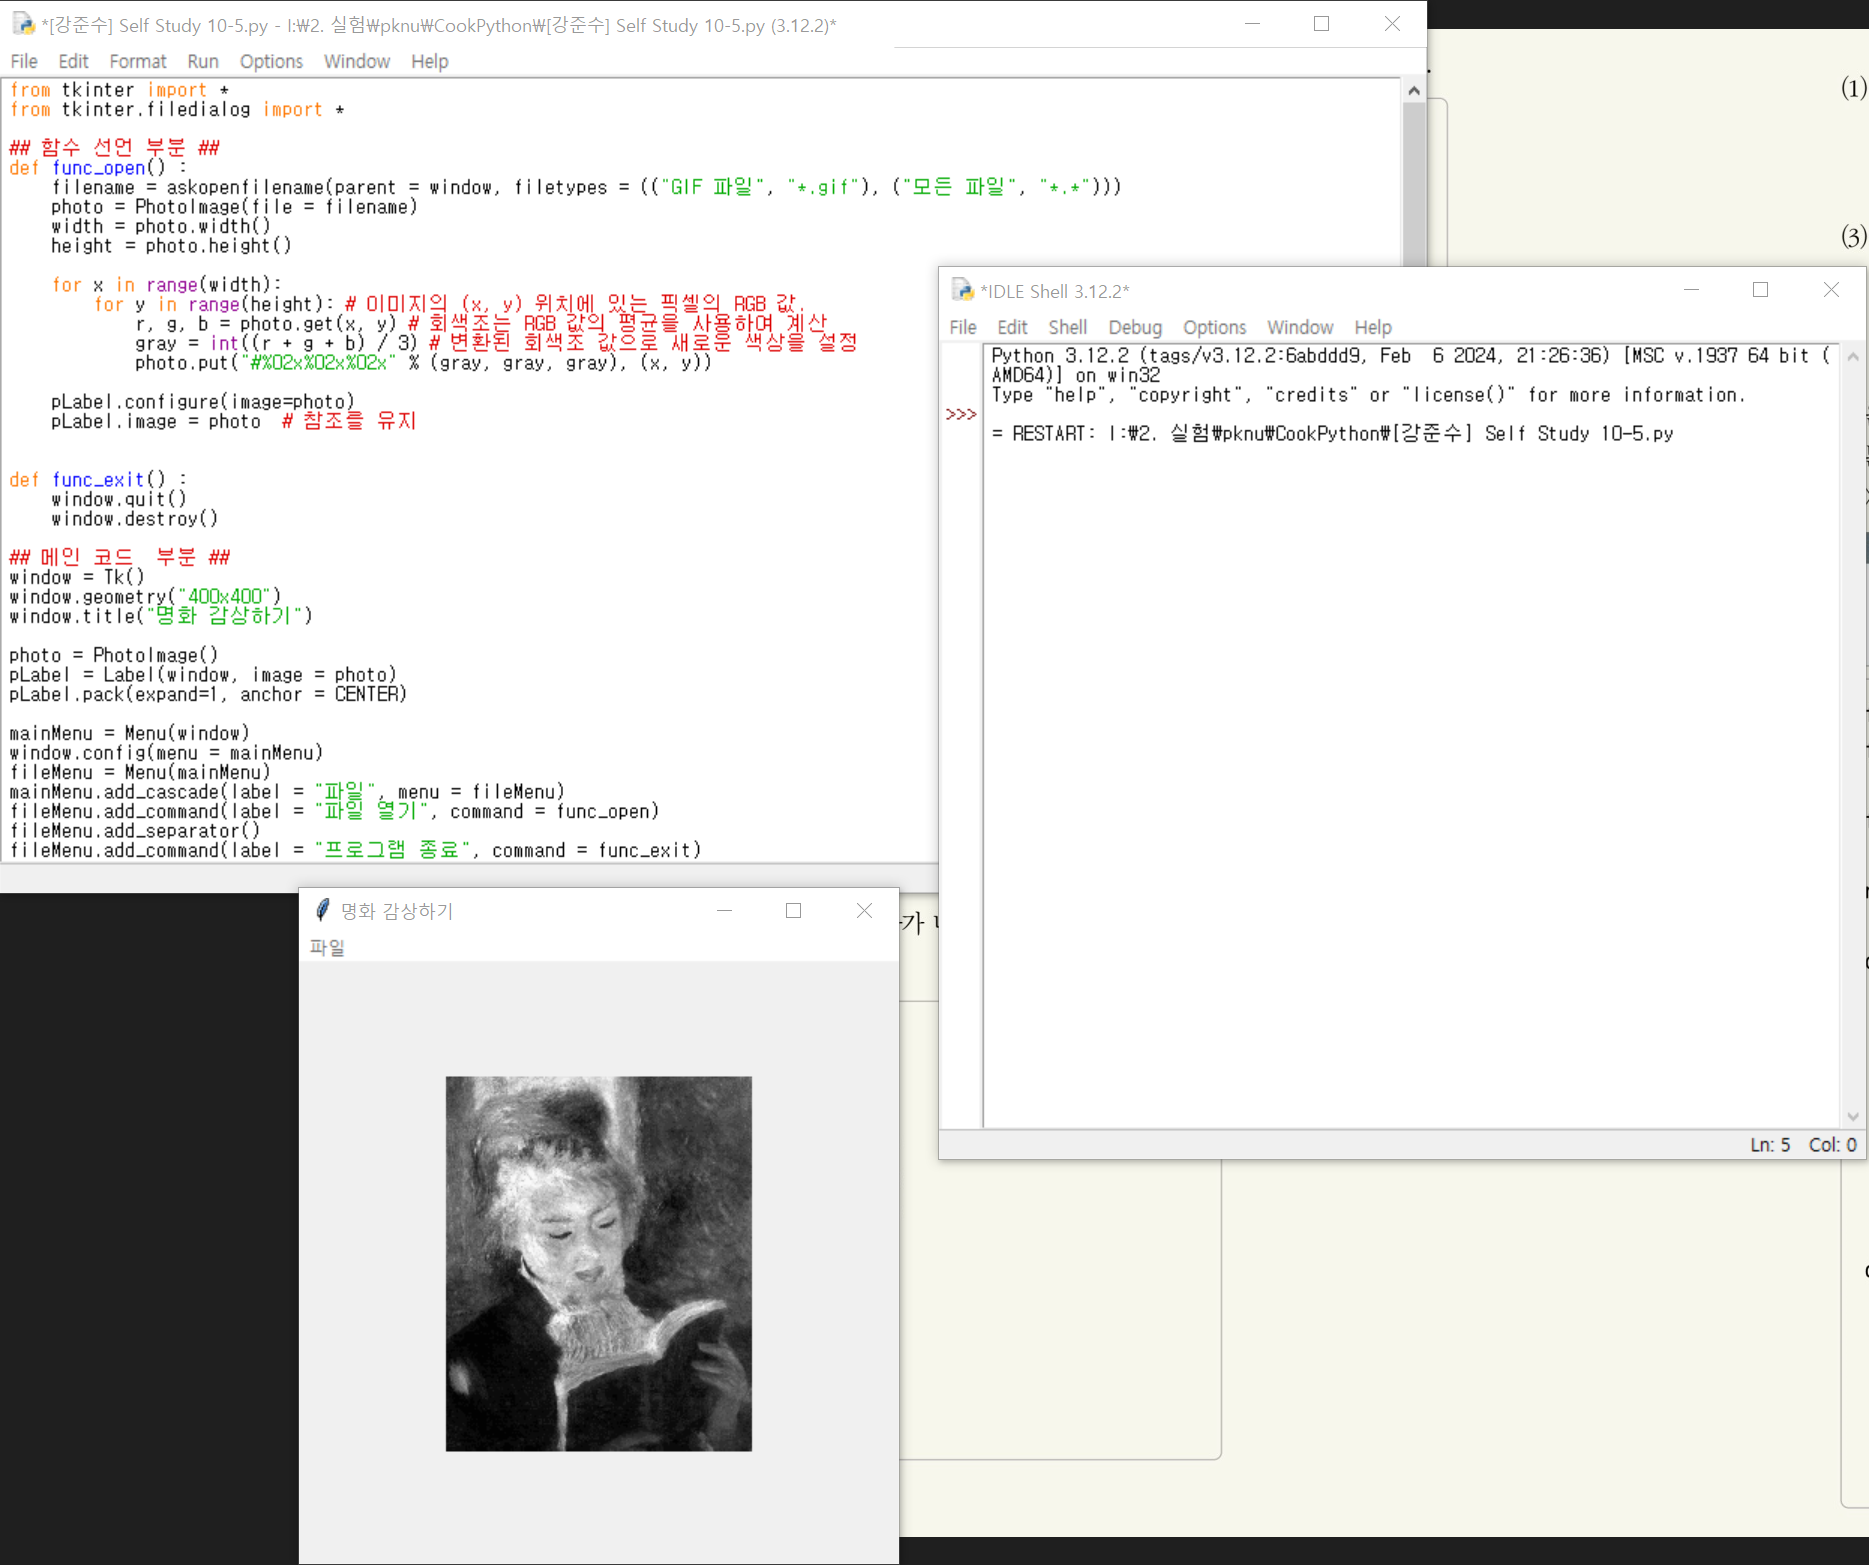 *[강준수] Self Study 10-5.py - I:\2. 실험\pknu\CookPython\[강준수] Self Study 10-5.py (3.12.2)*
File Edit Format Run Options Window Help
from tkinter import *
from tkinter.filedialog import *
## 함수 선언 부분 ##
def func_open() :
    filename = askopenfilename(parent = window, filetypes = (("GIF 파일", "*.gif"), ("모든 파일", "*.*")))
    photo = PhotoImage(file = filename)
    width = photo.width()
    height = photo.height()
    for x in range(width):
        for y in range(height): # 이미지의 (x, y) 위치에 있는 픽셀의 RGB 값.
            r, g, b = photo.get(x, y) # 회색조는 RGB 값의 평균을 사용하며 계산
            gray = int((r + g + b) / 3) # 변환된 회색조 값으로 새로운 색상을 설정
            photo.put("#%02x%02x%02x" % (gray, gray, gray), (x, y))
    pLabel.configure(image=photo)
    pLabel.image = photo  # 참조를 유지
def func_exit() :
    window.quit()
    window.destroy()
## 메인 코드  부분 ##
window = Tk()
window.geometry("400x400")
window.title("명화 감상하기")
photo = PhotoImage()
pLabel = Label(window, image = photo)
pLabel.pack(expand=1, anchor = CENTER)
mainMenu = Menu(window)
window.config(menu = mainMenu)
fileMenu = Menu(mainMenu)
mainMenu.add_cascade(label = "파일", menu = fileMenu)
fileMenu.add_command(label = "파일 열기", command = func_open)
fileMenu.add_separator()
fileMenu.add_command(label = "프로그램 종료", command = func_exit)
*IDLE Shell 3.12.2*
File Edit Shell Debug Options Window Help
Python 3.12.2 (tags/v3.12.2:6abddd9, Feb  6 2024, 21:26:36) [MSC v.1937 64 bit (
AMD64)] on win32
Type "help", "copyright", "credits" or "license()" for more information.
>>>
= RESTART: I:\2. 실험\pknu\CookPython\[강준수] Self Study 10-5.py
Ln: 5 Col: 0
명화 감상하기
파일
(1)
(3)
가